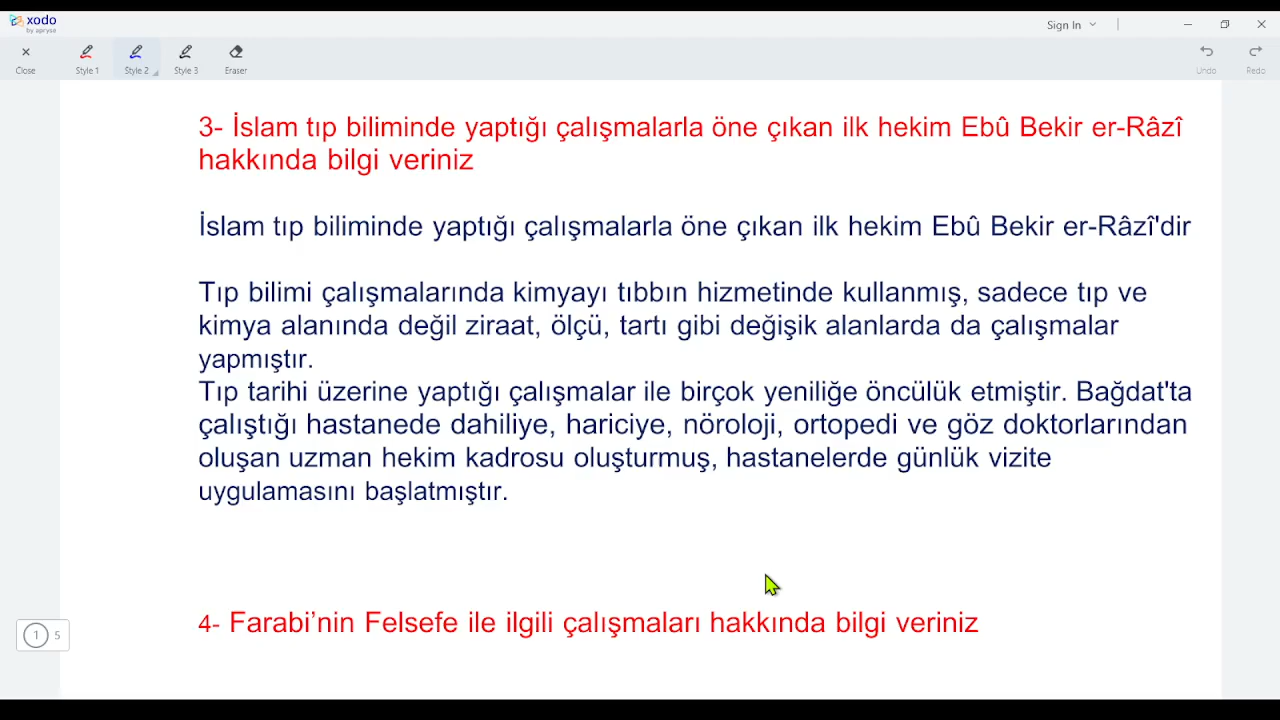 xodo
by apryse
Sign In
Close
Style 1
Style 2
Style 3
Eraser
Undo
Redo
3- İslam tıp biliminde yaptığı çalışmalarla öne çıkan ilk hekim Ebû Bekir er-Râzî
hakkında bilgi veriniz
İslam tıp biliminde yaptığı çalışmalarla öne çıkan ilk hekim Ebû Bekir er-Râzî'dir
Tıp bilimi çalışmalarında kimyayı tıbbın hizmetinde kullanmış, sadece tıp ve
kimya alanında değil ziraat, ölçü, tartı gibi değişik alanlarda da çalışmalar
yapmıştır.
Tıp tarihi üzerine yaptığı çalışmalar ile birçok yeniliğe öncülük etmiştir. Bağdat'ta
çalıştığı hastanede dahiliye, hariciye, nöroloji, ortopedi ve göz doktorlarından
oluşan uzman hekim kadrosu oluşturmuş, hastanelerde günlük vizite
uygulamasını başlatmıştır.
4- Farabi’nin Felsefe ile ilgili çalışmaları hakkında bilgi veriniz
1 5